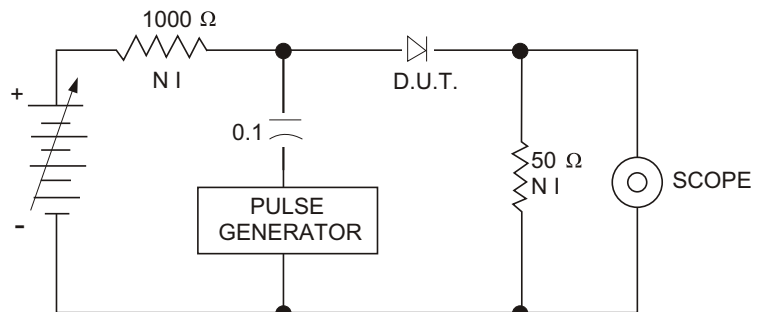 1000 Ω
N I
+
-
D.U.T.
0.1
PULSE
GENERATOR
50 Ω
N I
SCOPE